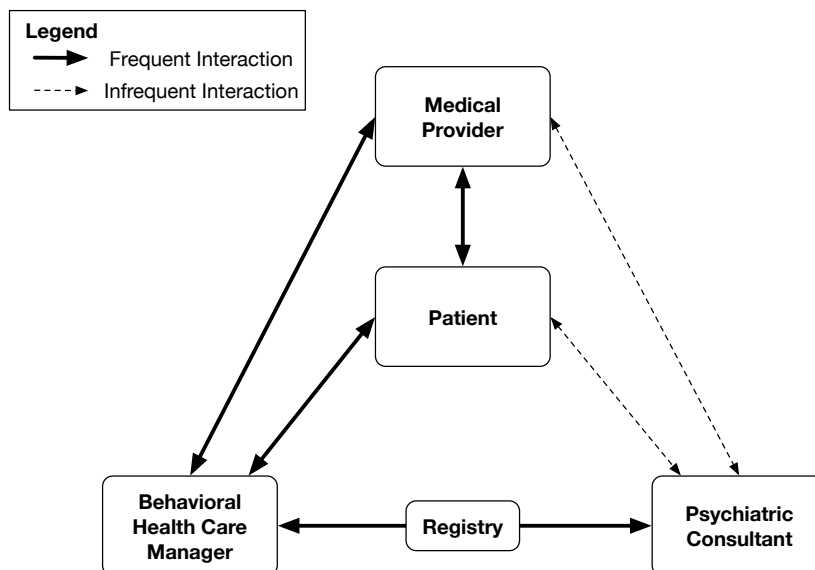 Legend
Frequent Interaction
Infrequent Interaction
Medical
Provider
Patient
Behavioral
Health Care
Manager
Registry
Psychiatric
Consultant